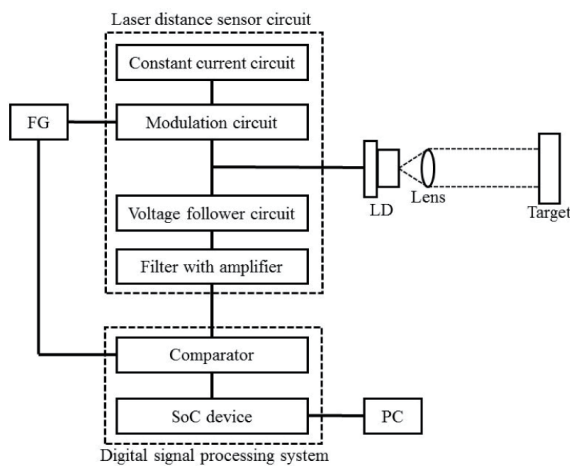 Laser distance sensor circuit
Constant current circuit
FG
Modulation circuit
Voltage follower circuit
LD
Lens
Target
Filter with amplifier
Comparator
SoC device
PC
Digital signal processing system